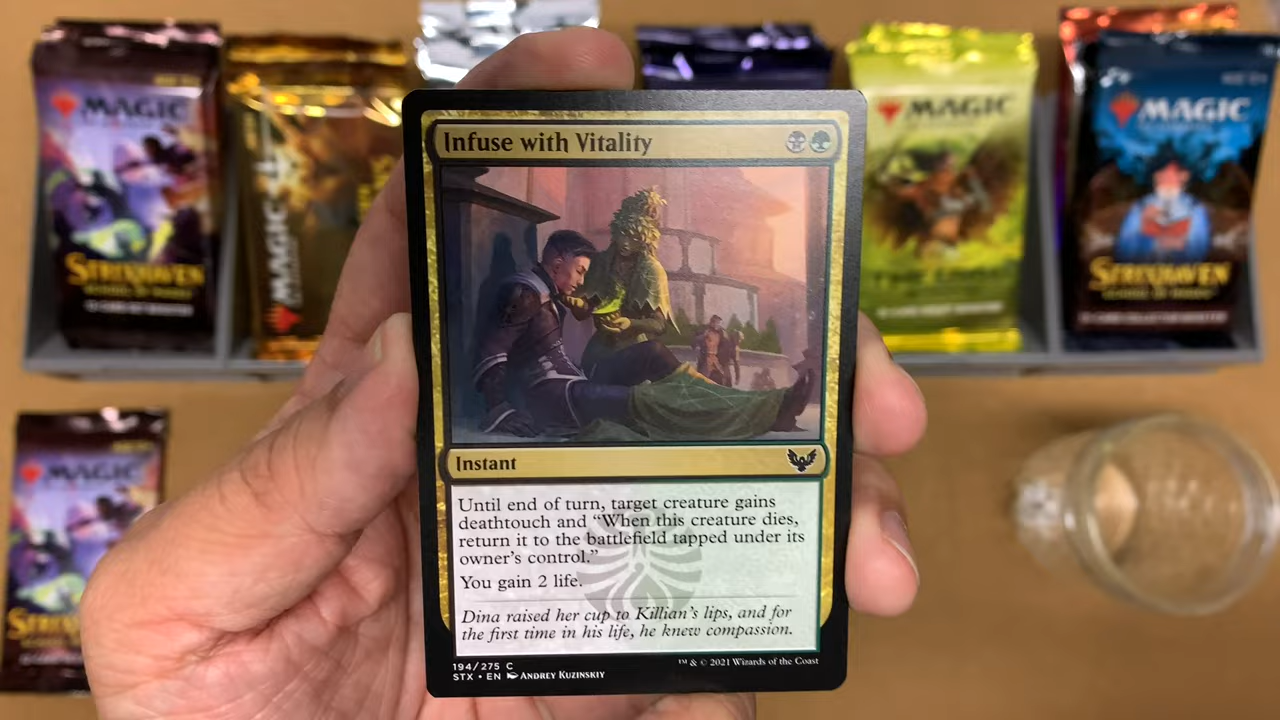 MAGIC
STRIXHAVEN
MAGIC
MAGIC
MAGIC
STRIXHAVEN
MAGIC
Infuse with Vitality
Instant
Until end of turn, target creature gains
deathtouch and “When this creature dies,
return it to the battlefield tapped under its
owner’s control.”
You gain 2 life.
Dina raised her cup to Killian’s lips, and for
the first time in his life, he knew compassion.
194/275 C
STX • EN ANDREY KUZINSKIY
™ & © 2021 Wizards of the Coast